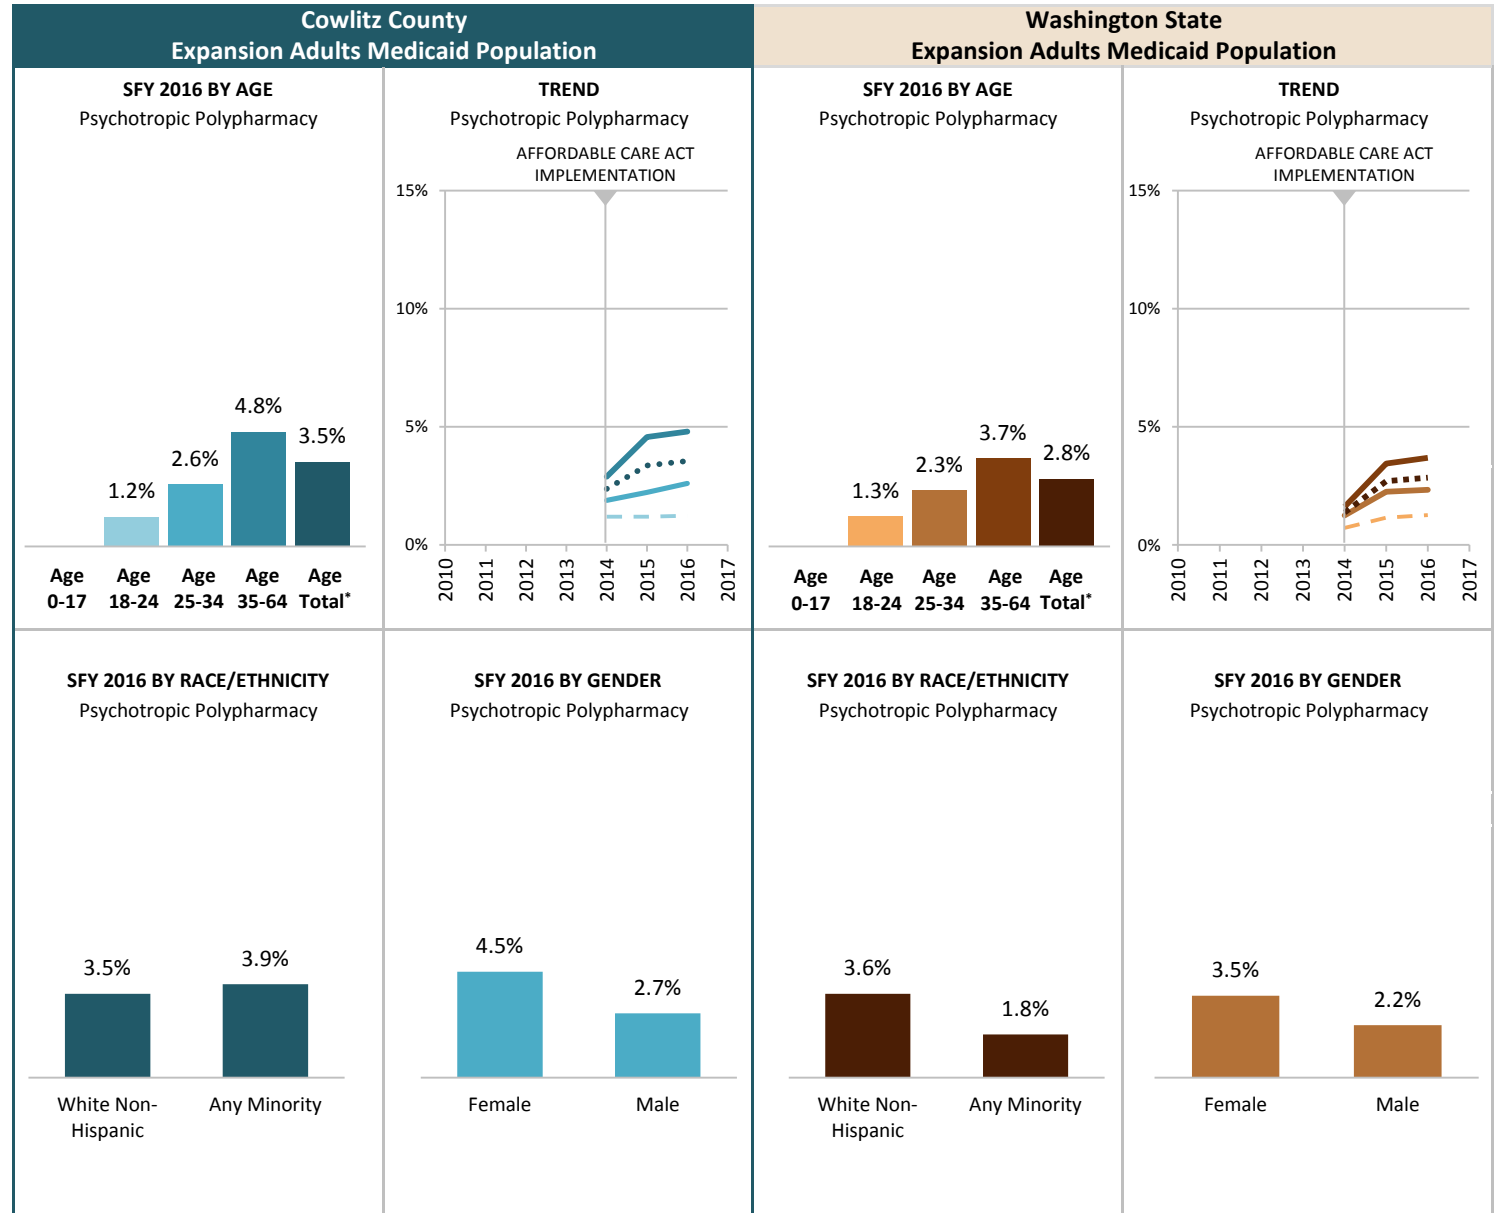 Cowlitz County
Expansion Adults Medicaid Population
SFY 2016 BY AGE
Psychotropic Polypharmacy
4.8%
3.5%
2.6%
1.2%
Age 0-17
Age 18-24
Age 25-34
Age 35-64
Age Total*
TREND
Psychotropic Polypharmacy
AFFORDABLE CARE ACT
IMPLEMENTATION
15%
10%
5%
0%
2010
2011
2012
2013
2014
2015
2016
2017
SFY 2016 BY RACE/ETHNICITY
Psychotropic Polypharmacy
3.5%
3.9%
White Non-
Hispanic
Any Minority
SFY 2016 BY GENDER
Psychotropic Polypharmacy
4.5%
2.7%
Female
Male
Washington State
Expansion Adults Medicaid Population
SFY 2016 BY AGE
Psychotropic Polypharmacy
3.7%
2.8%
2.3%
1.3%
Age 0-17
Age 18-24
Age 25-34
Age 35-64
Age Total*
TREND
Psychotropic Polypharmacy
AFFORDABLE CARE ACT
IMPLEMENTATION
15%
10%
5%
0%
2010
2011
2012
2013
2014
2015
2016
2017
SFY 2016 BY RACE/ETHNICITY
Psychotropic Polypharmacy
3.6%
1.8%
White Non-
Hispanic
Any Minority
SFY 2016 BY GENDER
Psychotropic Polypharmacy
3.5%
2.2%
Female
Male